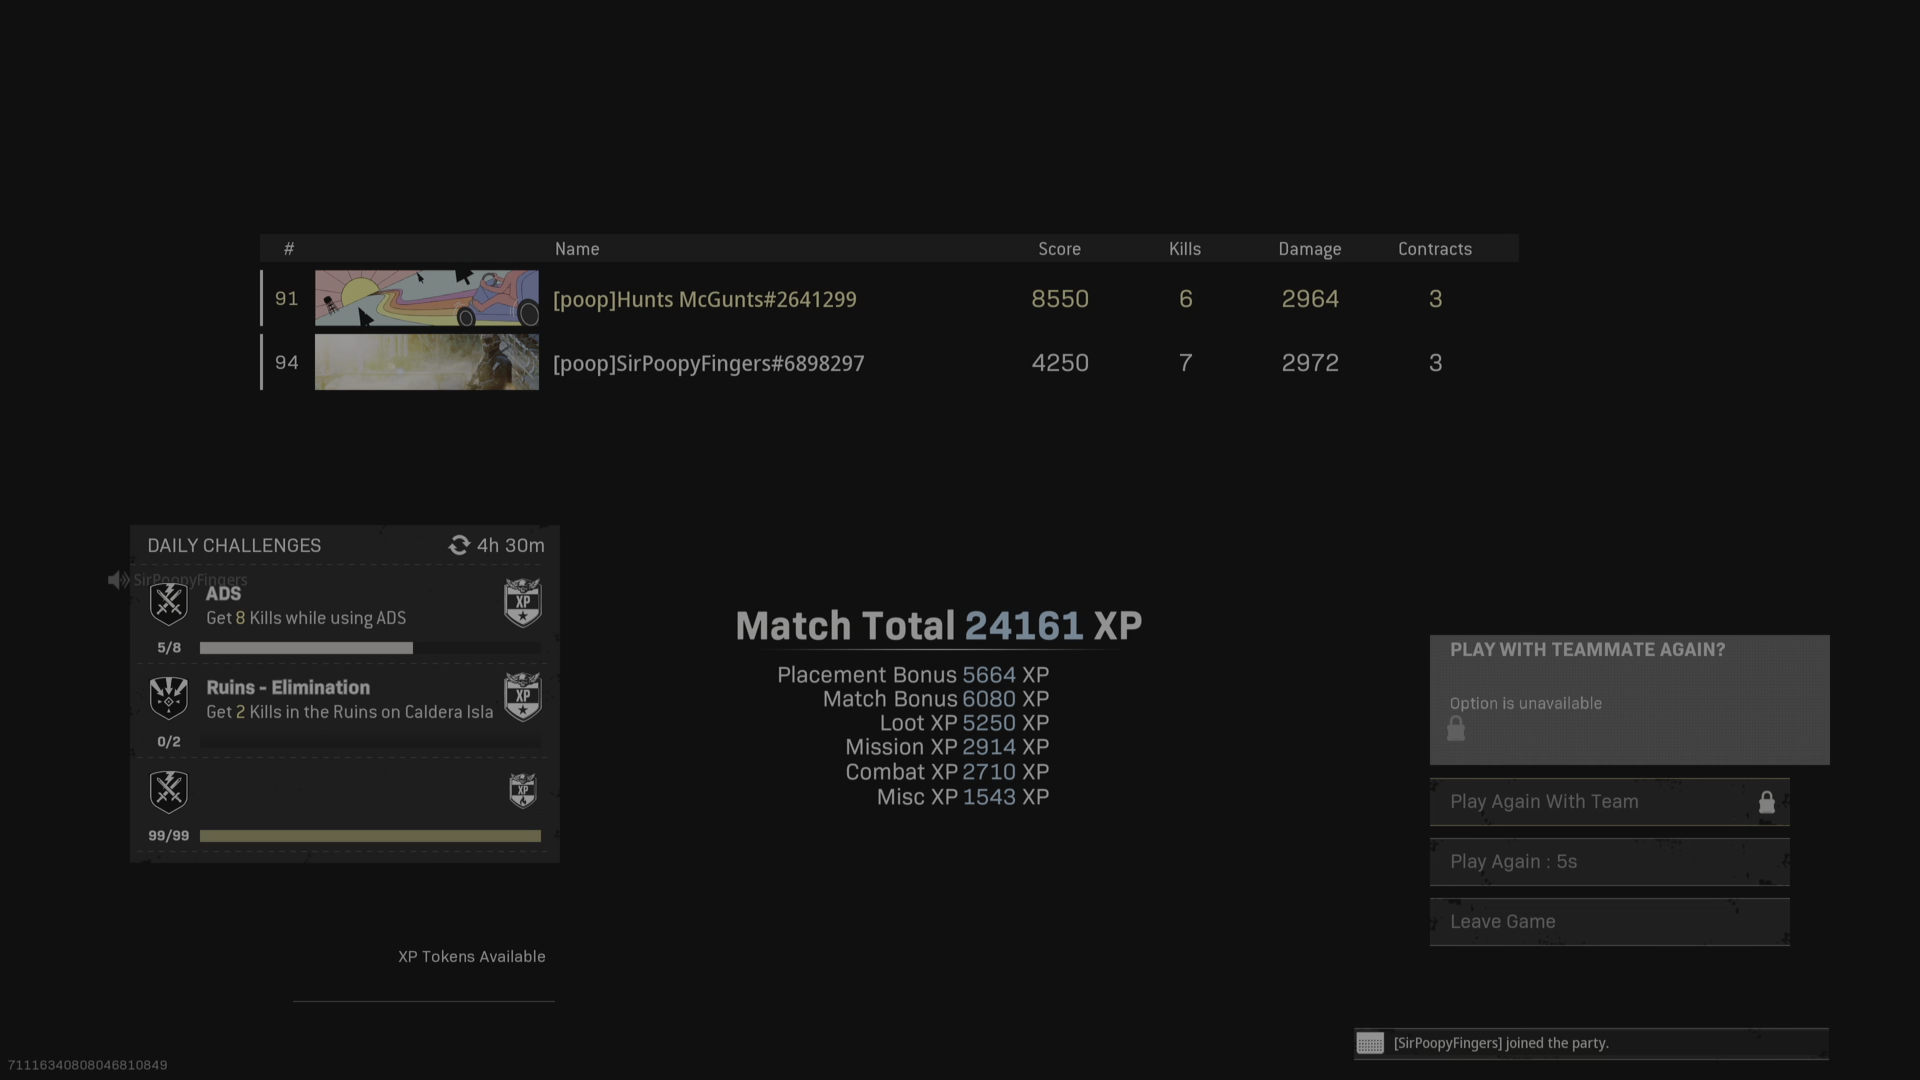 # Name Score Kills Damage Contracts
91 [poop]Hunts McGunts#2641299 8550 6 2964 3
94 [poop]SirPoopyFingers#6898297 4250 7 2972 3
DAILY CHALLENGES 4h 30m
SirPoopyFingers
ADS
XP
Get 8 Kills while using ADS
5/8
Ruins - Elimination
XP
Get 2 Kills in the Ruins on Caldera Isla
0/2
XP
99/99
XP Tokens Available
Match Total 24161 XP
Placement Bonus 5664 XP
Match Bonus 6080 XP
Loot XP 5250 XP
Mission XP 2914 XP
Combat XP 2710 XP
Misc XP 1543 XP
PLAY WITH TEAMMATE AGAIN?
Option is unavailable
Play Again With Team
Play Again : 5s
Leave Game
[SirPoopyFingers] joined the party.
71116340808046810849